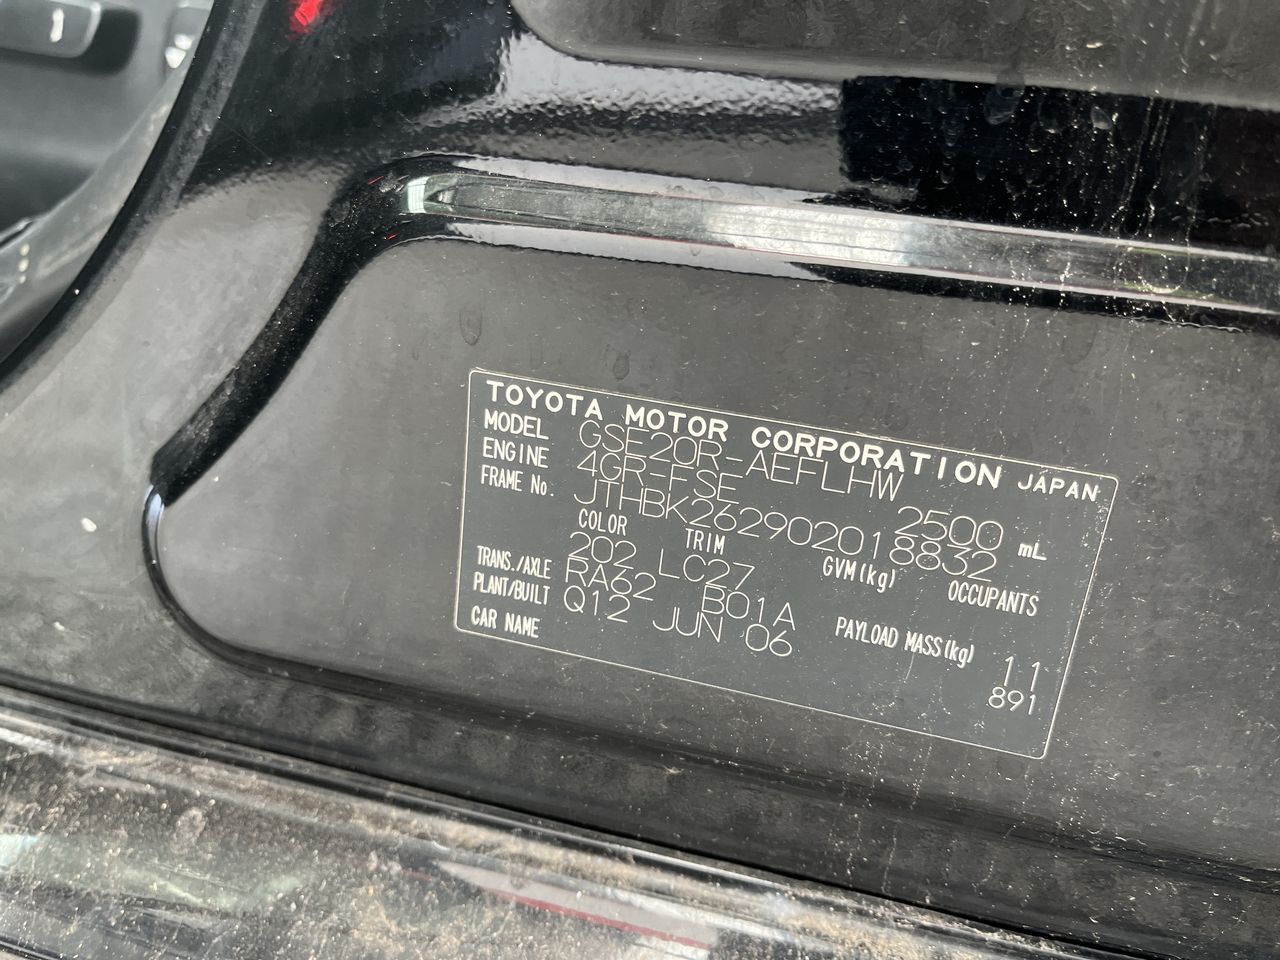 TOYOTA MOTOR CORPORATION JAPAN
MODEL GSE20R-AEFLHW
ENGINE 4GR-FSE 2500 mL
FRAME No. JTHBK262902018832
COLOR TRIM GVM(kg) OCCUPANTS
202 LC27
TRANS./AXLE RA62 B01A PAYLOAD MASS(kg) 11
PLANT/BUILT Q12 JUN '06 891
CAR NAME